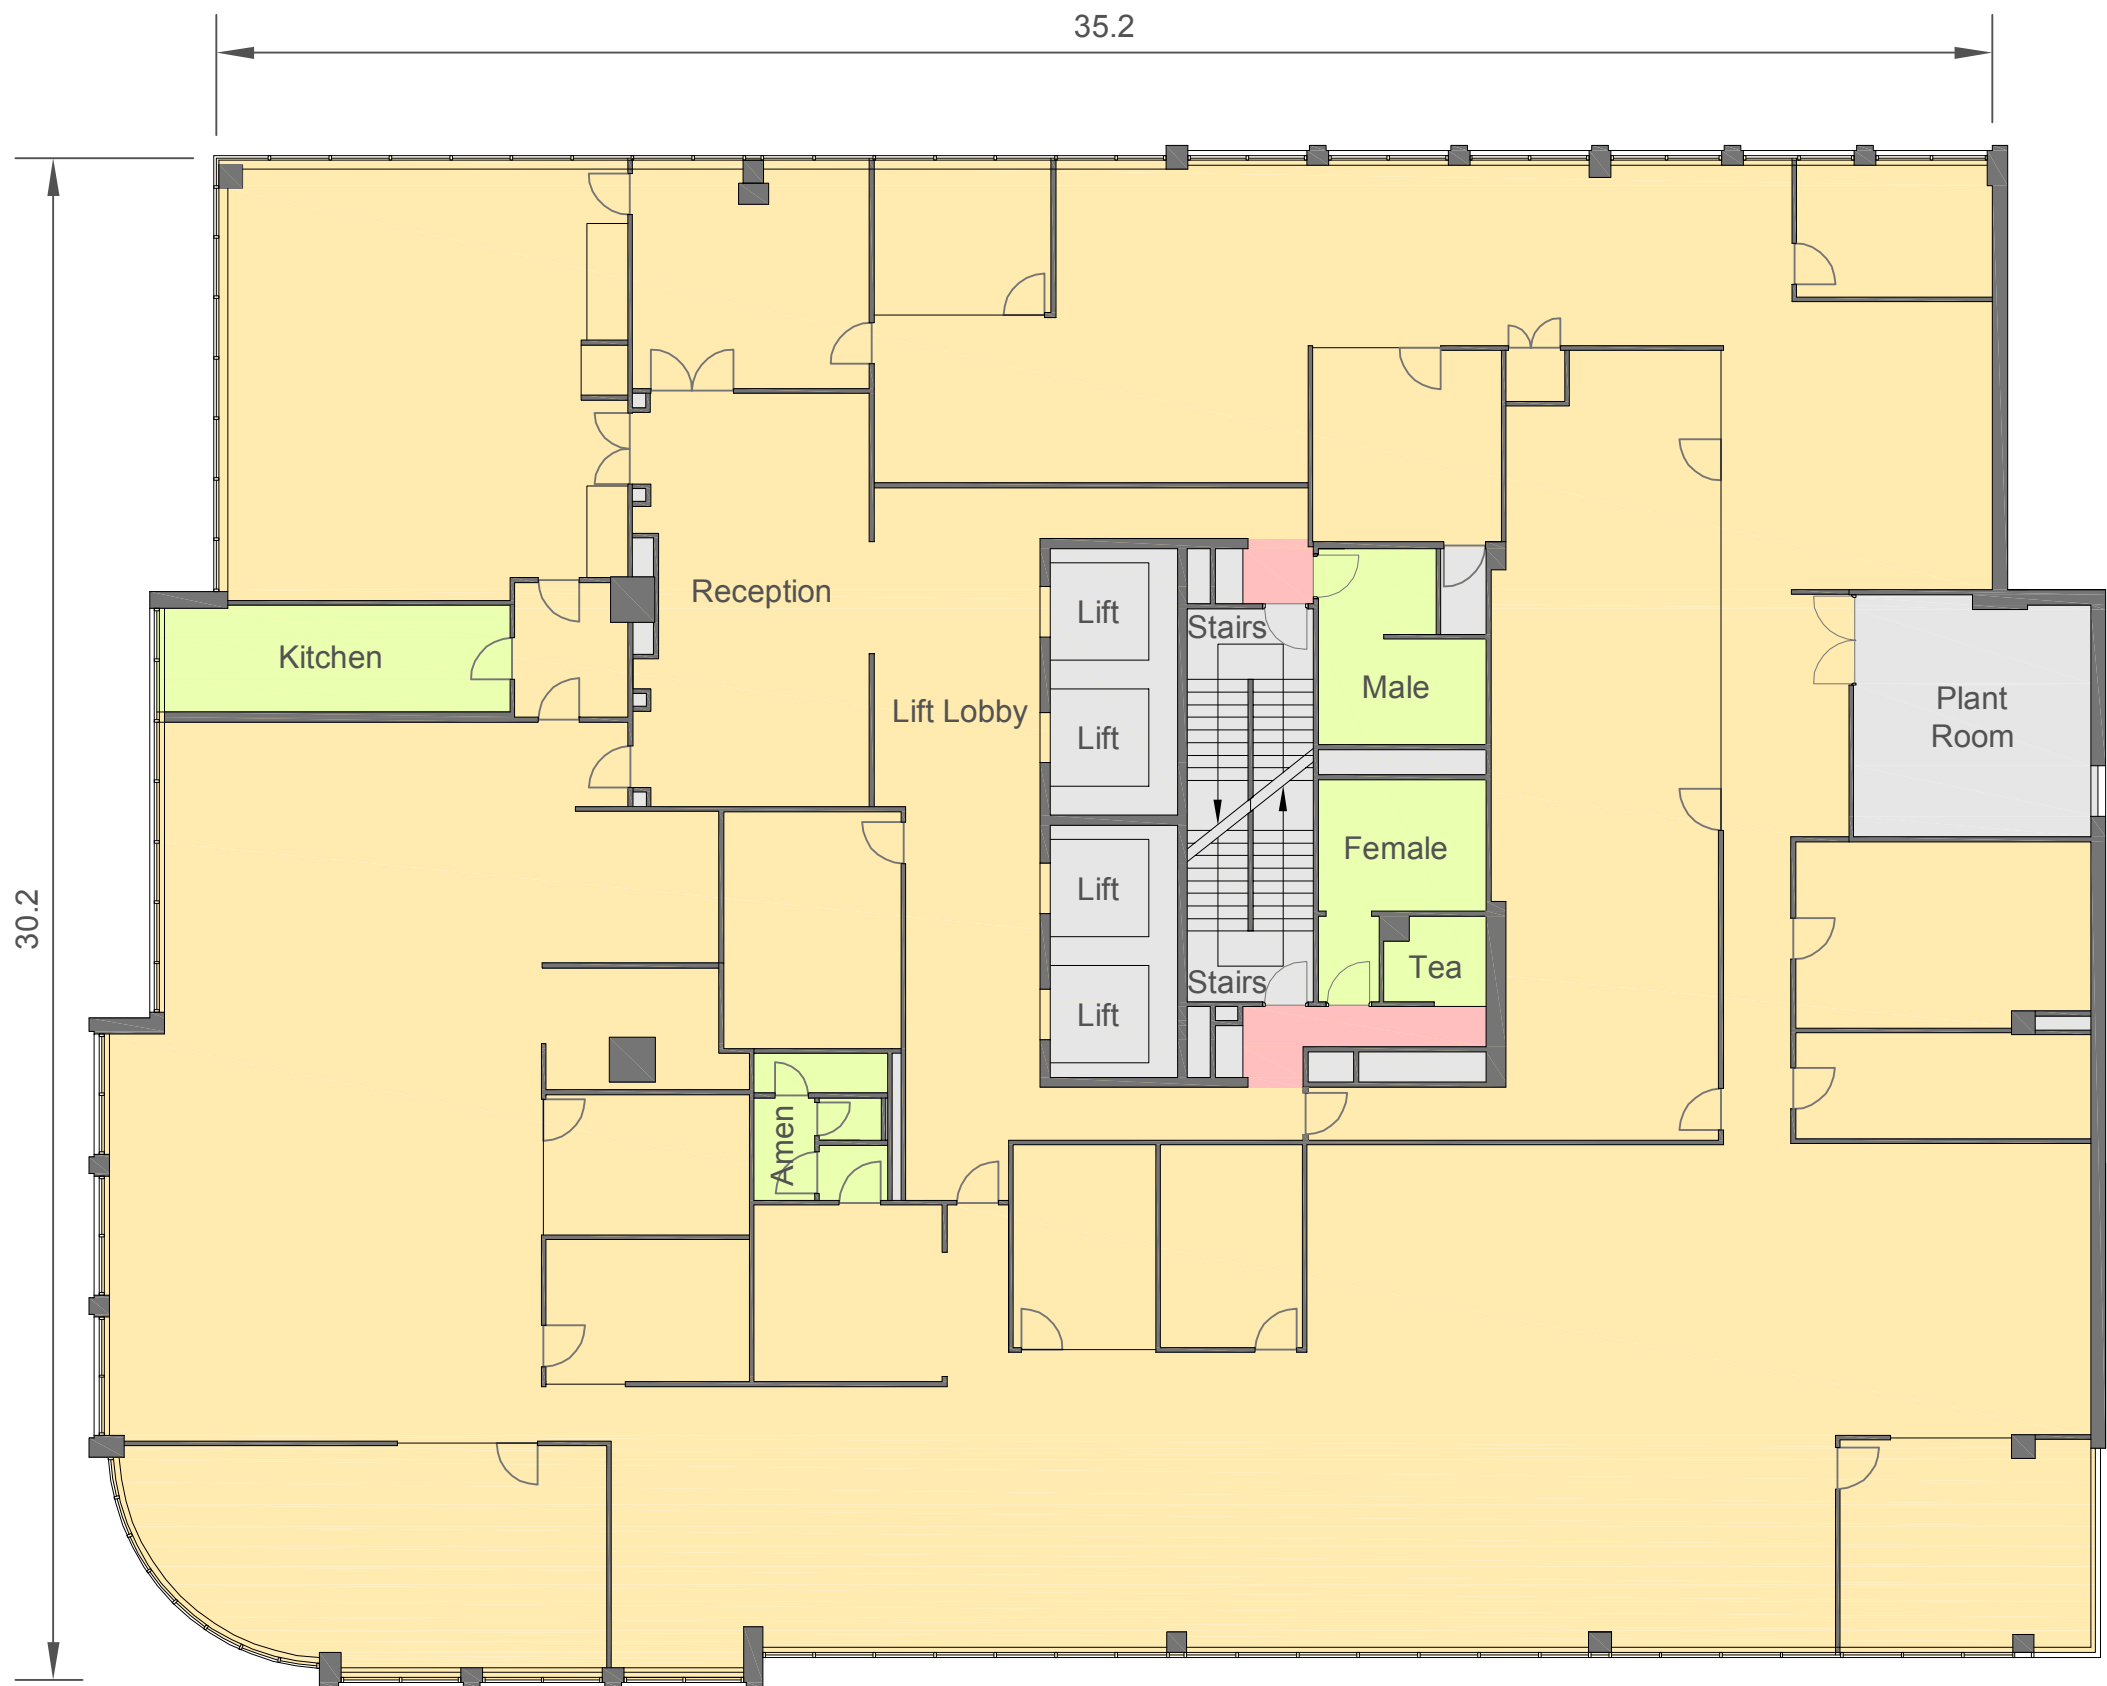 35.2
Reception
Lift
Stairs
Kitchen
Male
Lift Lobby
Lift
Plant
Room
Female
Lift
30.2
Tea
Stairs
Lift
Amen